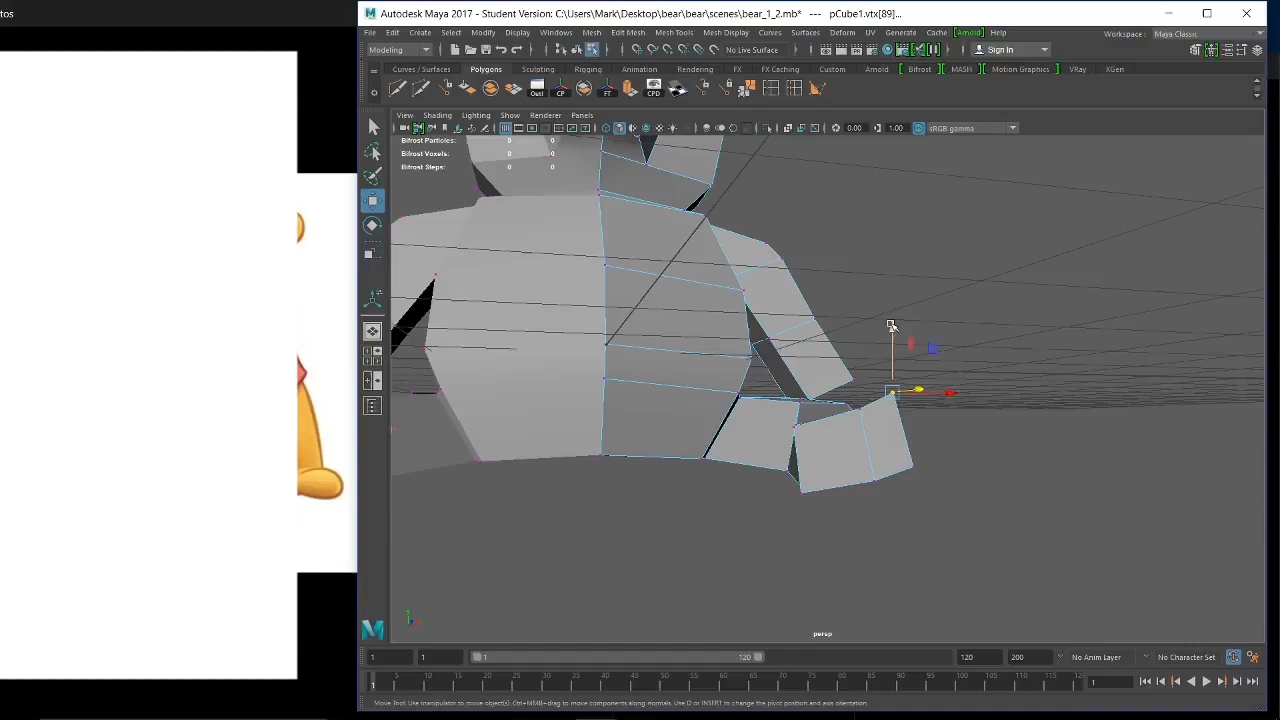 tos
Autodesk Maya 2017 - Student Version: C:\Users\Mark\Desktop\bear\bear\scenes\bear_1_2.mb* --- pCube1.vtx[89]...
File Edit Create Select Modify Display Windows Mesh Edit Mesh Mesh Tools Mesh Display Curves Surfaces Deform UV Generate Cache [Arnold] Help Workspace : Maya Classic
Modeling No Live Surface Sign In
Curves / Surfaces Polygons Sculpting Rigging Animation Rendering FX FX Caching Custom Arnold Bifrost MASH Motion Graphics VRay XGen
Outl CP FT CPD
View Shading Lighting Show Renderer Panels
0.00 1.00 sRGB gamma
Bifrost Particles: 0 0
Bifrost Voxels: 0 0
Bifrost Steps: 0 0
persp
1 1 1 120 120 200 No Anim Layer No Character Set
1 5 10 15 20 25 30 35 40 45 50 55 60 65 70 75 80 85 90 95 100 105 110 115 12 1
Move Tool: Use manipulator to move object(s). Ctrl+MMB+drag to move components along normals. Use D or INSERT to change the pivot position and axis orientation.